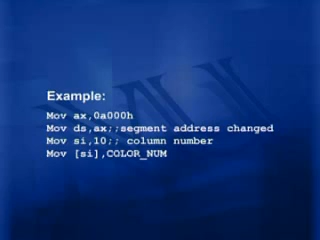 Example:
Mov ax,0a000h
Mov ds,ax;;segment address changed
Mov si,10;; column number
Mov [si],COLOR_NUM